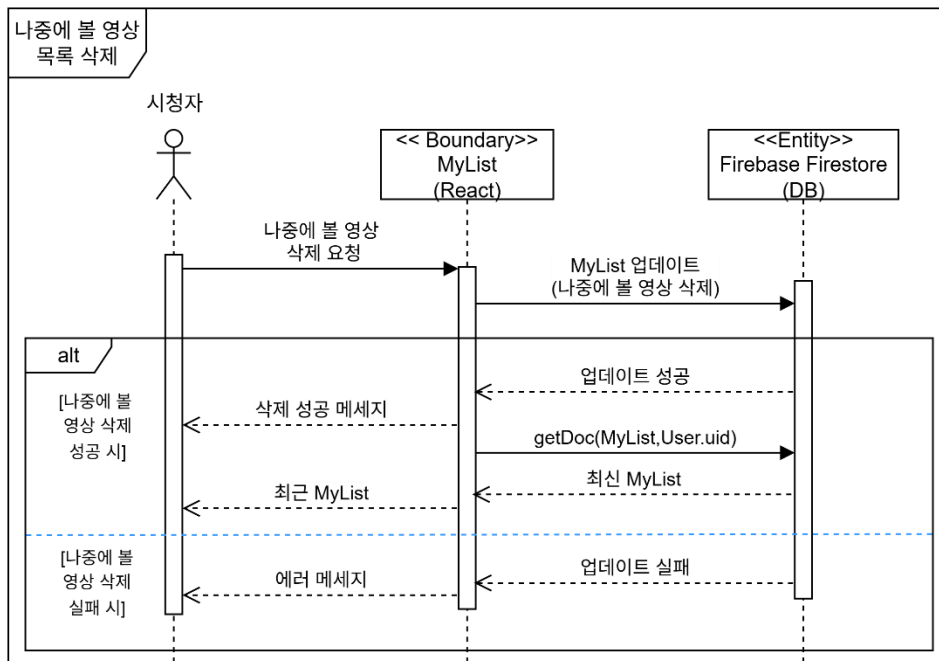 나중에 볼 영상
목록 삭제
시청자
<< Boundary>>
MyList
(React)
<<Entity>>
Firebase Firestore
(DB)
나중에 볼 영상
삭제 요청
MyList 업데이트
(나중에 볼 영상 삭제)
alt
[나중에 볼
영상 삭제
성공 시]
업데이트 성공
삭제 성공 메세지
getDoc(MyList,User.uid)
최신 MyList
최근 MyList
[나중에 볼
영상 삭제
실패 시]
업데이트 실패
에러 메세지